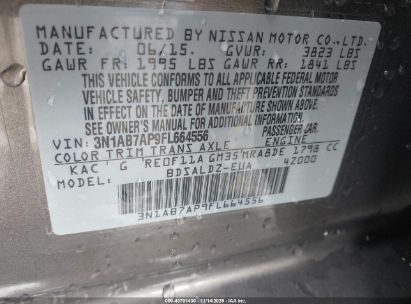 MANUFACTURED BY NISSAN MOTOR CO., LTD.
06/15. GVWR: 3823 LBS
GAWR FR: 1995 LBS GAWR RR: 1841 LBS
THIS VEHICLE CONFORMS TO ALL APPLICABLE FEDERAL MOTOR
VEHICLE SAFETY, BUMPER AND THEFT PREVENTION STANDARDS
IN EFFECT ON THE DATE OF MANUFACTURE SHOWN ABOVE.
SEE OWNER'S MANUAL FOR ADDITIONAL INFORMATION.
VIN: 3N1AB7AP9FL664556 PASSENGER CAR
COLOR TRIM TRANS AXLE ENGINE
KAC G RE0F11A GM35 MRA8DE 1798 CC
MODEL: BDSALDZ-EUA 4Z000
3N1AB7AP9FL664556